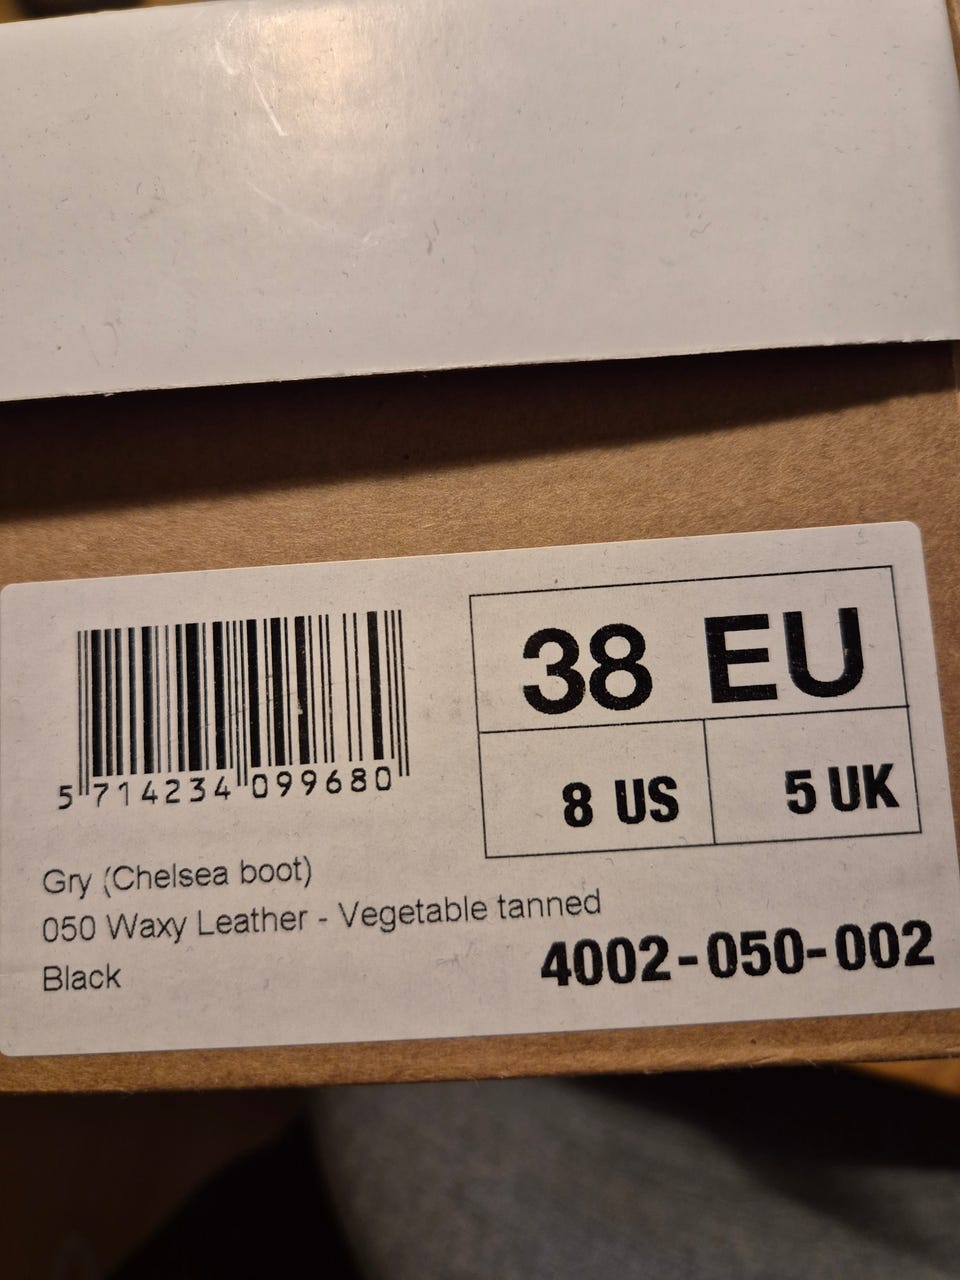 38 EU
8 US
5 UK
5 714234 099680
Gry (Chelsea boot)
050 Waxy Leather - Vegetable tanned
Black
4002-050-002